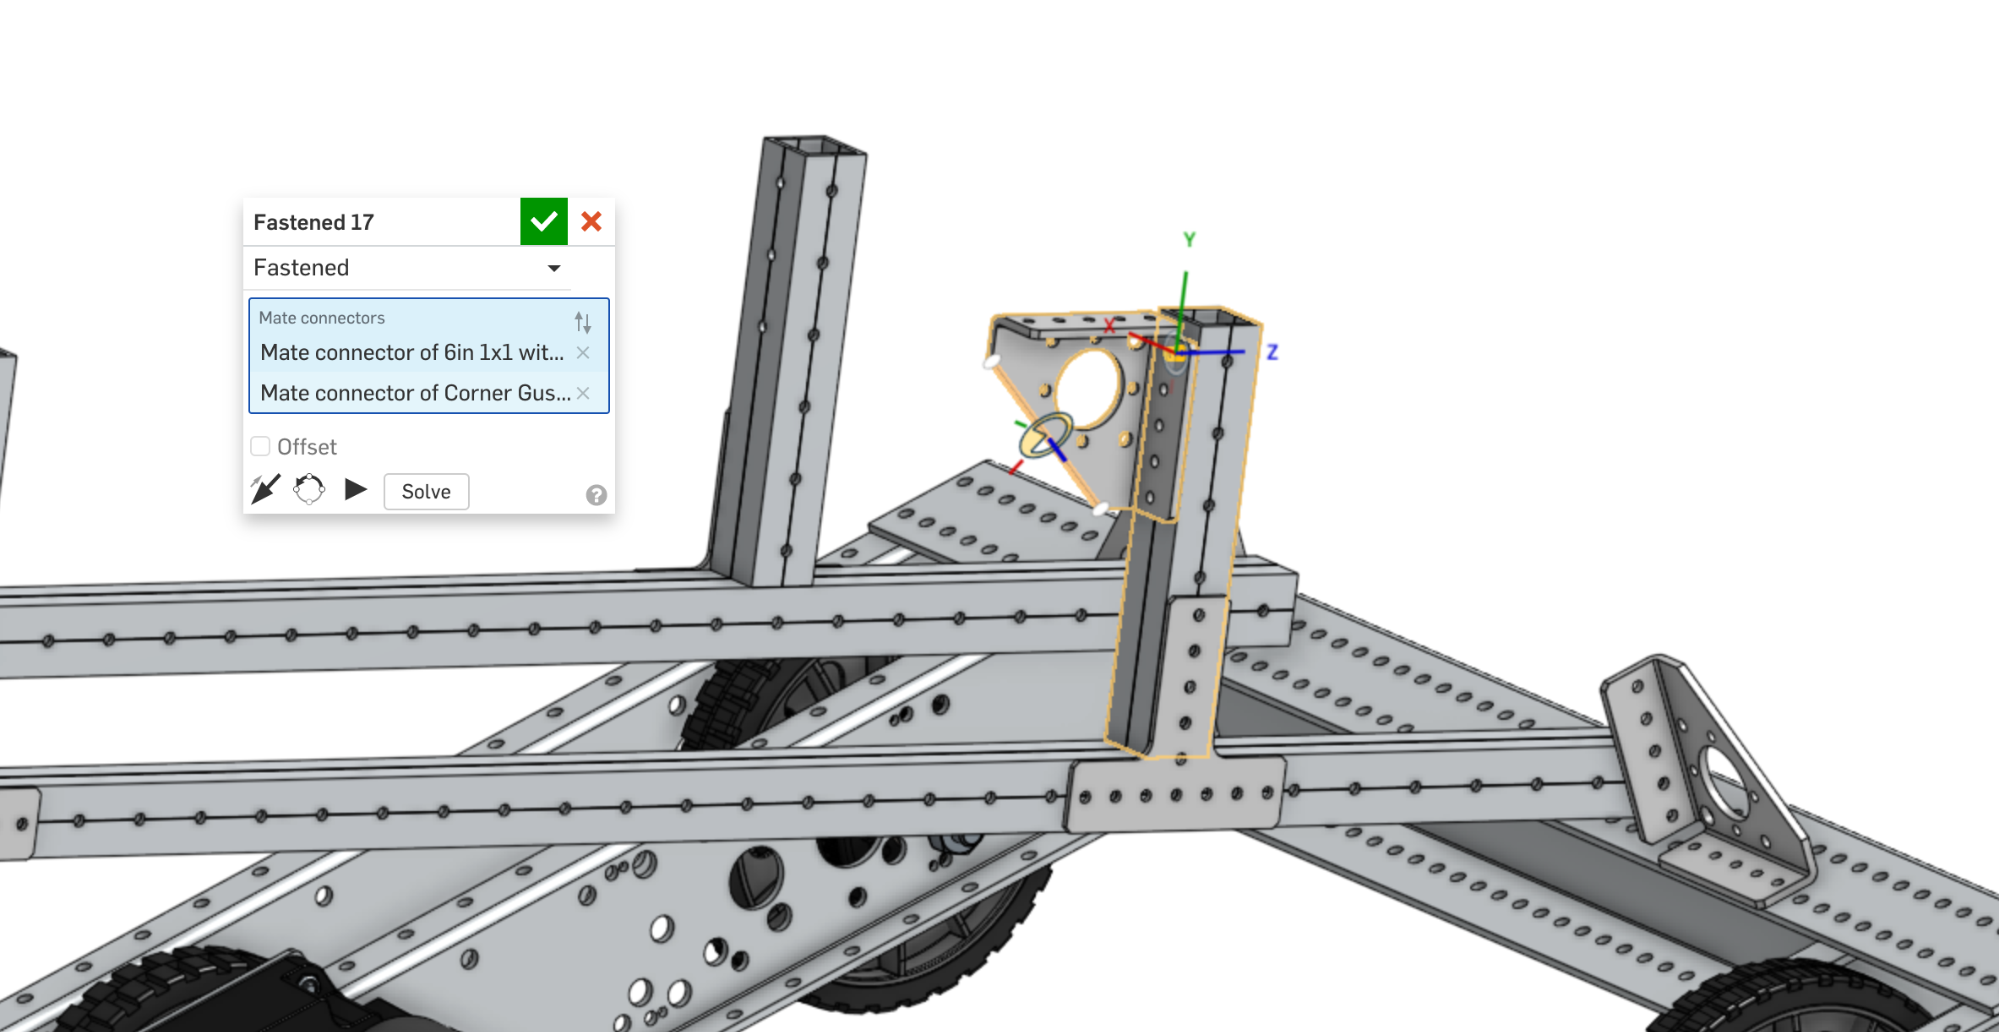 Fastened 17
Fastened
Mate connectors
Mate connector of 6in 1x1 wit...
Mate connector of Corner Gus...
Offset
Solve
?
Y
X
Z